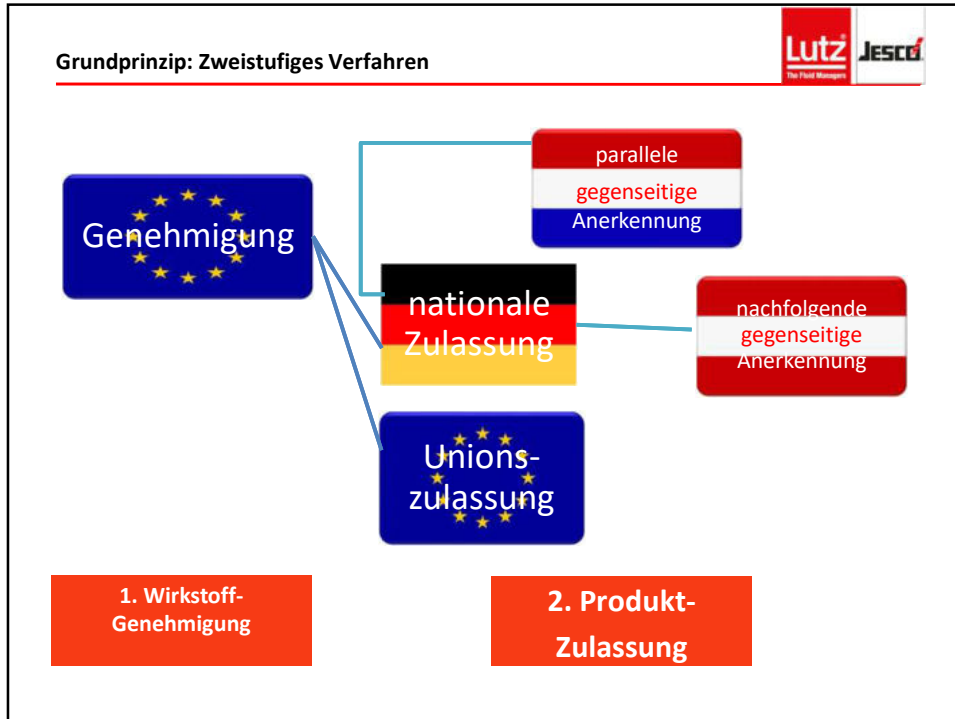 Grundprinzip: Zweistufiges Verfahren
Lutz®
The Fluid Managers
JESCO
parallele
gegenseitige
Anerkennung
Genehmigung
nationale
Zulassung
nachfolgende
gegenseitige
Anerkennung
Unions-
zulassung
1. Wirkstoff-
Genehmigung
2. Produkt-
Zulassung